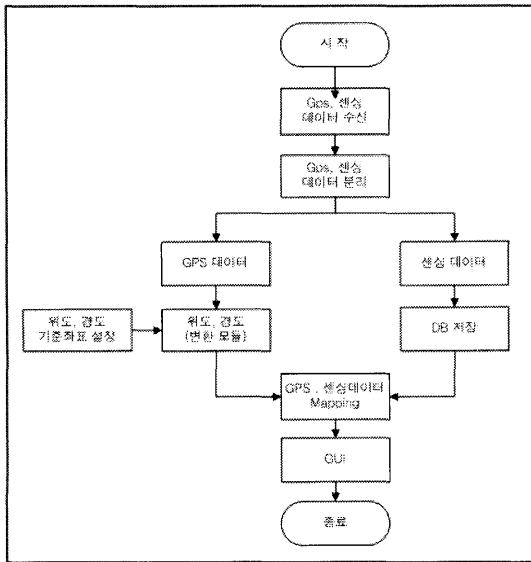 시 작
Gps, 센싱
데이터 수신
Gps, 센싱
데이터 분리
GPS 데이터
센싱 데이터
위도, 경도
기준좌표 설정
위도, 경도
(변환 모듈)
DB 저장
GPS , 센싱데이터
Mapping
GUI
종료